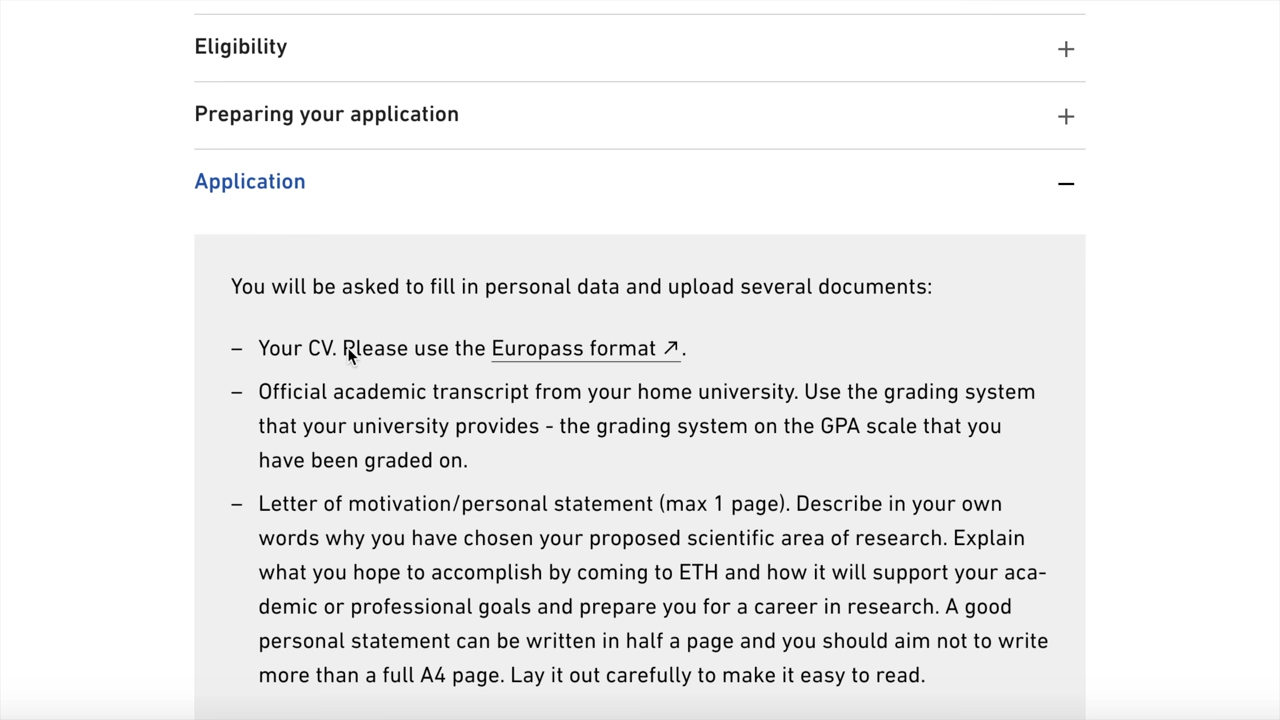 Eligibility
Preparing your application
Application
You will be asked to fill in personal data and upload several documents:
– Your CV. Please use the Europass format ↗.
– Official academic transcript from your home university. Use the grading system
that your university provides - the grading system on the GPA scale that you
have been graded on.
– Letter of motivation/personal statement (max 1 page). Describe in your own
words why you have chosen your proposed scientific area of research. Explain
what you hope to accomplish by coming to ETH and how it will support your aca-
demic or professional goals and prepare you for a career in research. A good
personal statement can be written in half a page and you should aim not to write
more than a full A4 page. Lay it out carefully to make it easy to read.